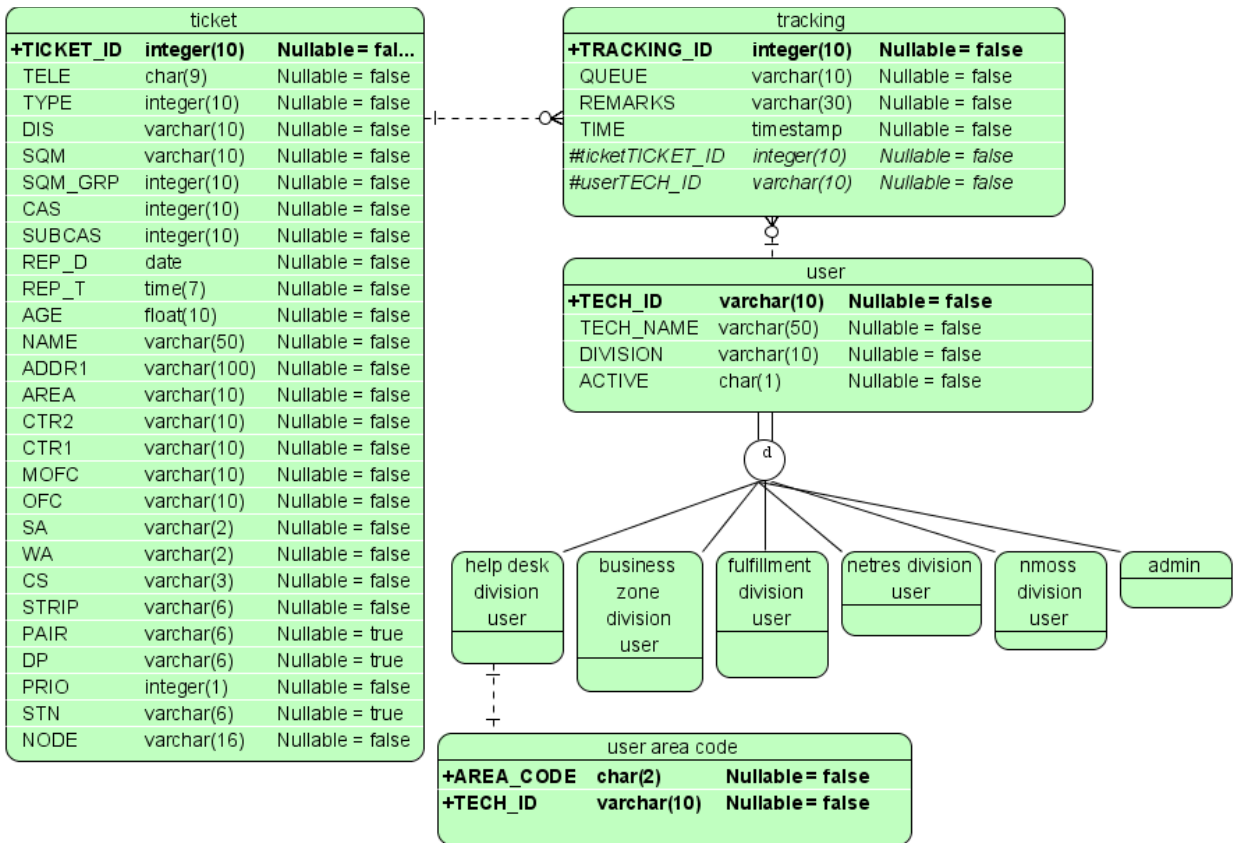 ticket
+TICKET_ID integer(10) Nullable = fal...
TELE char(9) Nullable = false
TYPE integer(10) Nullable = false
DIS varchar(10) Nullable = false
SQM varchar(10) Nullable = false
SQM_GRP integer(10) Nullable = false
CAS integer(10) Nullable = false
SUBCAS integer(10) Nullable = false
REP_D date Nullable = false
REP_T time(7) Nullable = false
AGE float(10) Nullable = false
NAME varchar(50) Nullable = false
ADDR1 varchar(100) Nullable = false
AREA varchar(10) Nullable = false
CTR2 varchar(10) Nullable = false
CTR1 varchar(10) Nullable = false
MOFC varchar(10) Nullable = false
OFC varchar(10) Nullable = false
SA varchar(2) Nullable = false
WA varchar(2) Nullable = false
CS varchar(3) Nullable = false
STRIP varchar(6) Nullable = false
PAIR varchar(6) Nullable = true
DP varchar(6) Nullable = true
PRIO integer(1) Nullable = false
STN varchar(6) Nullable = true
NODE varchar(16) Nullable = false
tracking
+TRACKING_ID integer(10) Nullable = false
QUEUE varchar(10) Nullable = false
REMARKS varchar(30) Nullable = false
TIME timestamp Nullable = false
#ticketTICKET_ID integer(10) Nullable = false
#userTECH_ID varchar(10) Nullable = false
user
+TECH_ID varchar(10) Nullable = false
TECH_NAME varchar(50) Nullable = false
DIVISION varchar(10) Nullable = false
ACTIVE char(1) Nullable = false
d
help desk
division
user
business
zone
division
user
fulfillment
division
user
netres division
user
nmoss
division
user
admin
user area code
+AREA_CODE char(2) Nullable = false
+TECH_ID varchar(10) Nullable = false